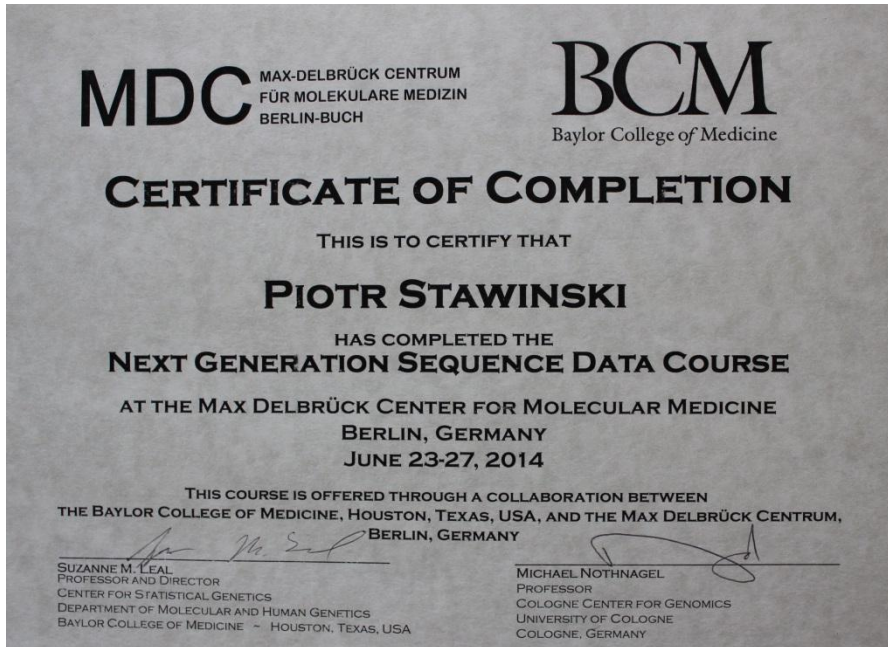 MDC
MAX-DELBRÜCK CENTRUM
FÜR MOLEKULARE MEDIZIN
BERLIN-BUCH
BCM
Baylor College of Medicine
CERTIFICATE OF COMPLETION
THIS IS TO CERTIFY THAT
PIOTR STAWINSKI
HAS COMPLETED THE
NEXT GENERATION SEQUENCE DATA COURSE
AT THE MAX DELBRÜCK CENTER FOR MOLECULAR MEDICINE
BERLIN, GERMANY
JUNE 23-27, 2014
THIS COURSE IS OFFERED THROUGH A COLLABORATION BETWEEN
THE BAYLOR COLLEGE OF MEDICINE, HOUSTON, TEXAS, USA, AND THE MAX DELBRÜCK CENTRUM,
BERLIN, GERMANY
SUZANNE M. LEAL
PROFESSOR AND DIRECTOR
CENTER FOR STATISTICAL GENETICS
DEPARTMENT OF MOLECULAR AND HUMAN GENETICS
BAYLOR COLLEGE OF MEDICINE ~ HOUSTON, TEXAS, USA
MICHAEL NOTHNAGEL
PROFESSOR
COLOGNE CENTER FOR GENOMICS
UNIVERSITY OF COLOGNE
COLOGNE, GERMANY